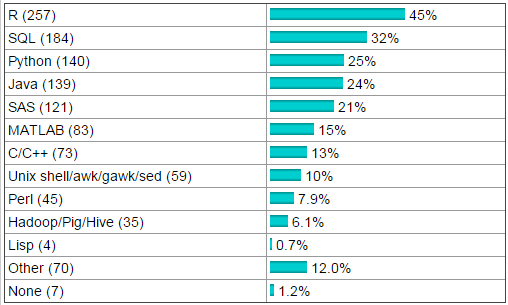 R (257) 45%
SQL (184) 32%
Python (140) 25%
Java (139) 24%
SAS (121) 21%
MATLAB (83) 15%
C/C++ (73) 13%
Unix shell/awk/gawk/sed (59) 10%
Perl (45) 7.9%
Hadoop/Pig/Hive (35) 6.1%
Lisp (4) 0.7%
Other (70) 12.0%
None (7) 1.2%